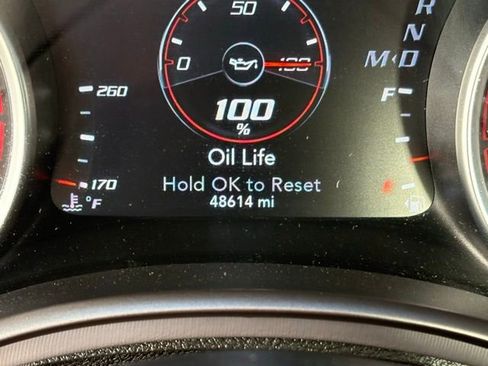 50
R
N
0
100
M D
260
F
100
%
Oil Life
170
Hold OK to Reset
E
°F
48614 mi